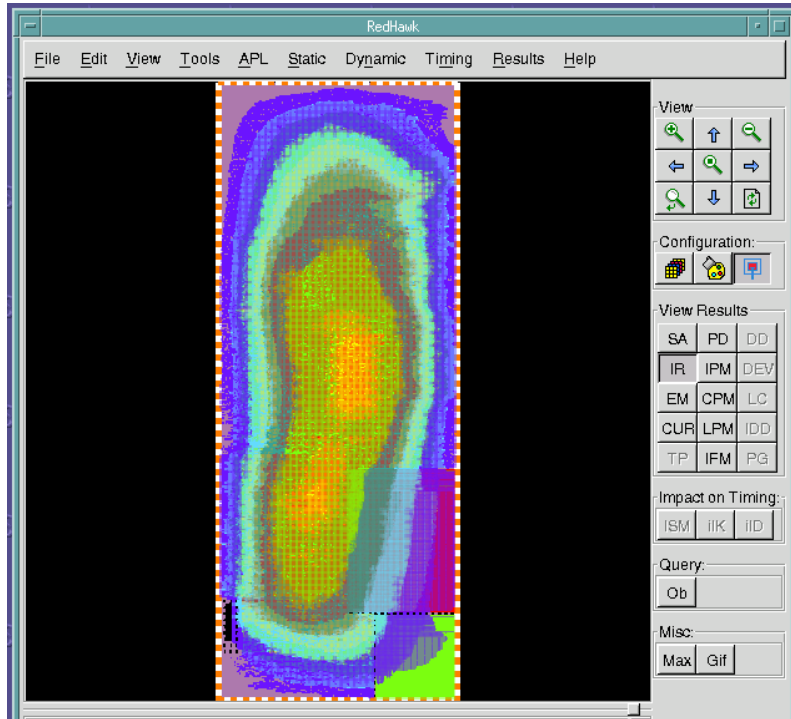 RedHawk
File Edit View Tools APL Static Dynamic Timing Results Help
View
Configuration:
View Results
SA PD DD
IR IPM DEV
EM CPM LC
CUR LPM IDD
TP IFM PG
Impact on Timing:
ISM iIK iID
Query:
Ob
Misc:
Max Gif